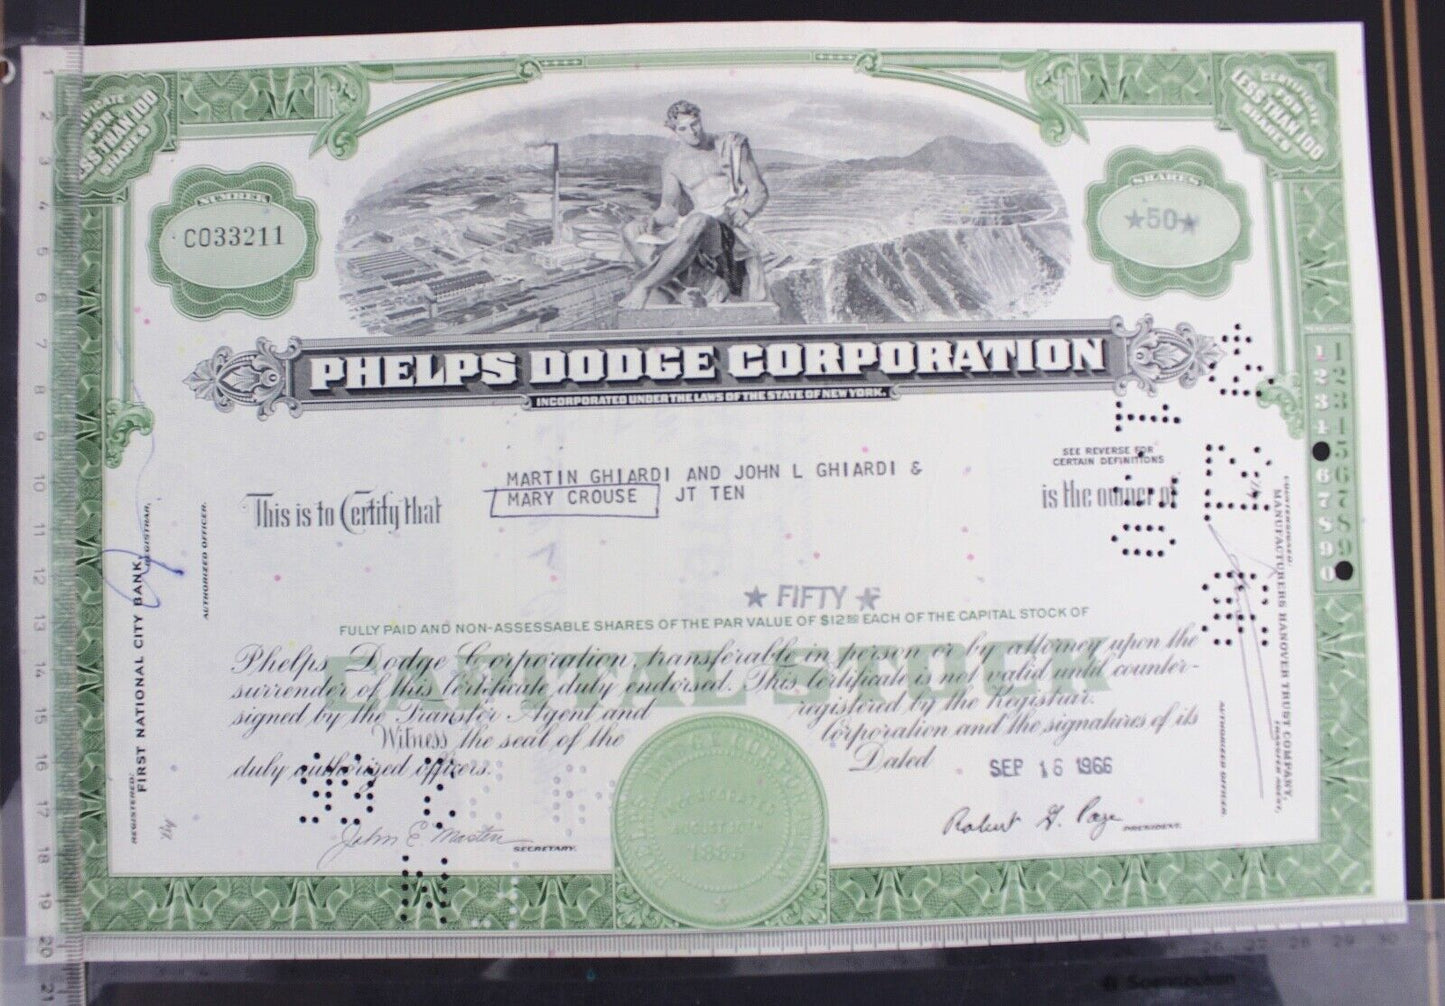 CERTIFICATE
FOR
LESS THAN 100
SHARES
CERTIFICATE
FOR
LESS THAN 100
SHARES
NUMBER
CO33211
SHARES
★50★
PHELPS DODGE CORPORATION
INCORPORATED UNDER THE LAWS OF THE STATE OF NEW YORK.
SEE REVERSE FOR
CERTAIN DEFINITIONS
MARTIN GHIARDI AND JOHN L GHIARDI &
MARY CROUSE JT TEN
This is to Certify that
is the owner of
★ FIFTY ★
FULLY PAID AND NON-ASSESSABLE SHARES OF THE PAR VALUE OF $12.50 EACH OF THE CAPITAL STOCK OF
CAPITAL STOCK
Phelps Dodge Corporation, transferable in person or by attorney upon the
surrender of this Certificate duly endorsed. This Certificate is not valid until counter-
signed by the Transfer Agent and registered by the Registrar.
Witness the seal of the Corporation and the signatures of its
duly authorized officers.
Dated
SEP 16 1966
John E. Masten
SECRETARY.
Robert G. Page
PRESIDENT.
1885
REGISTERED:
FIRST NATIONAL CITY BANK,
REGISTRAR,
By
AUTHORIZED OFFICER.
COUNTERSIGNED:
MANUFACTURERS HANOVER TRUST COMPANY,
TRANSFER AGENT,
AUTHORIZED OFFICER.
1 1
2 2
3 3
4 4
5
6 6
7 7
8 8
9 9
0